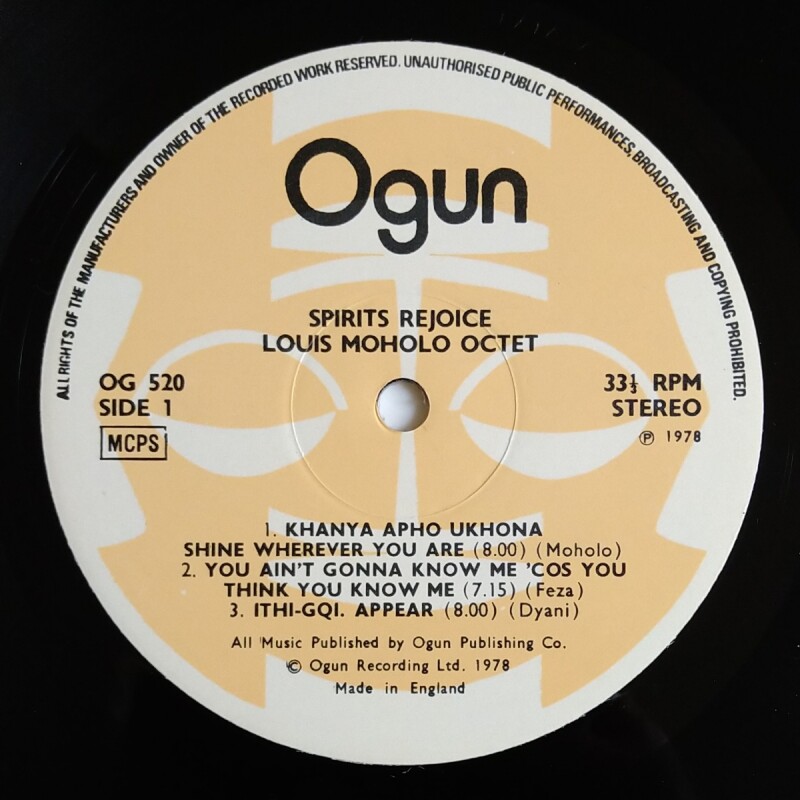 ALL RIGHTS OF THE MANUFACTURERS AND OWNER OF THE RECORDED WORK RESERVED. UNAUTHORISED PUBLIC PERFORMANCES, BROADCASTING AND COPYING PROHIBITED.
Ogun
SPIRITS REJOICE
LOUIS MOHOLO OCTET
OG 520
SIDE 1
MCPS
33⅓ RPM
STEREO
℗ 1978
1. KHANYA APHO UKHONA
SHINE WHEREVER YOU ARE (8.00) (Moholo)
2. YOU AIN'T GONNA KNOW ME 'COS YOU
THINK YOU KNOW ME (7.15) (Feza)
3. ITHI-GQI. APPEAR (8.00) (Dyani)
All Music Published by Ogun Publishing Co.
© Ogun Recording Ltd. 1978
Made in England